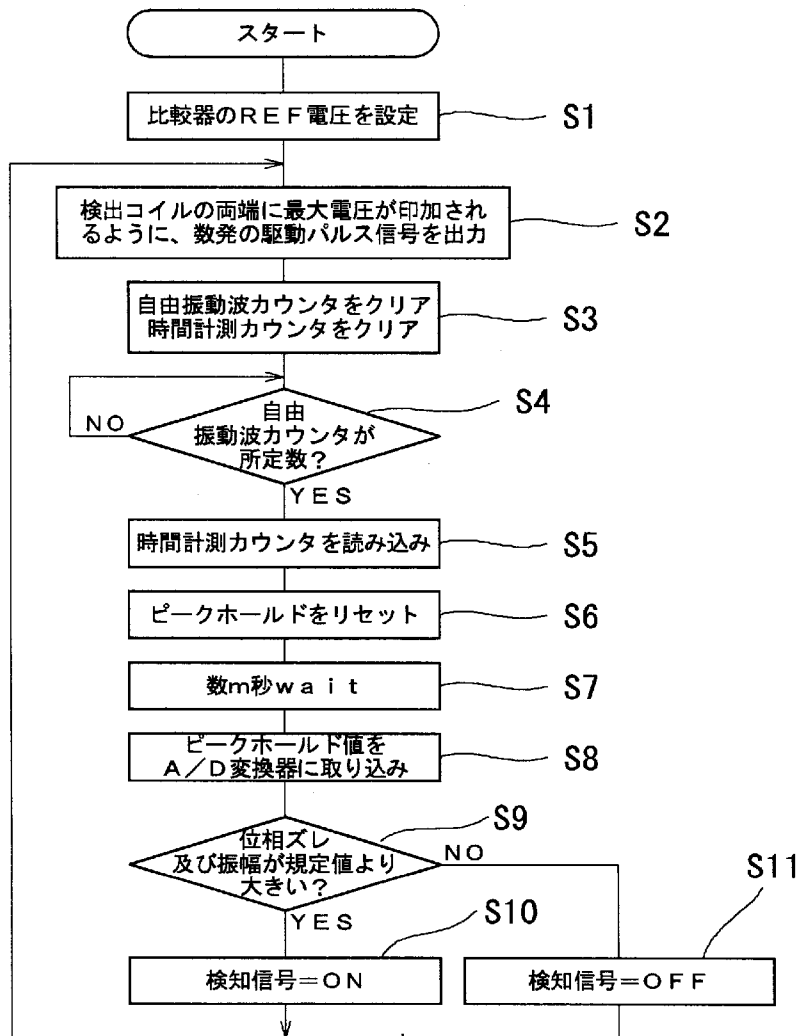 スタート
比較器のREF電圧を設定
S1
検出コイルの両端に最大電圧が印加され
るように、数発の駆動パルス信号を出力
S2
自由振動波カウンタをクリア
時間計測カウンタをクリア
S3
自由
振動波カウンタが
所定数?
S4
NO
YES
時間計測カウンタを読み込み
S5
ピークホールドをリセット
S6
数m秒wait
S7
ピークホールド値を
A/D変換器に取り込み
S8
位相ズレ
及び振幅が規定値より
大きい?
S9
NO
YES
検知信号=ON
S10
検知信号=OFF
S11